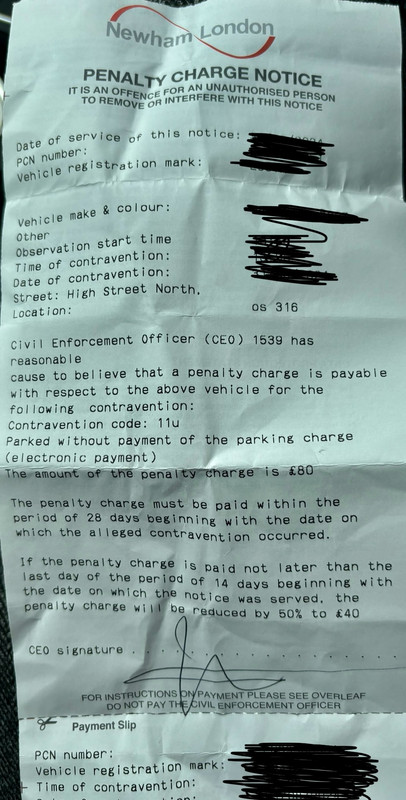 Newham London
PENALTY CHARGE NOTICE
IT IS AN OFFENCE FOR AN UNAUTHORISED PERSON
TO REMOVE OR INTERFERE WITH THIS NOTICE
Date of service of this notice:
PCN number:
Vehicle registration mark:
Vehicle make & colour:
Other
Observation start time
Time of contravention:
Date of contravention:
Street: High Street North,
Location: os 316
Civil Enforcement Officer (CEO) 1539 has
reasonable
cause to believe that a penalty charge is payable
with respect to the above vehicle for the
following contravention:
Contravention code: 11u
Parked without payment of the parking charge
(electronic payment)
The amount of the penalty charge is £80
The penalty charge must be paid within the
period of 28 days beginning with the date on
which the alleged contravention occurred.
If the penalty charge is paid not later than the
last day of the period of 14 days beginning with
the date on which the notice was served, the
penalty charge will be reduced by 50% to £40
CEO signature . . . . . . . . . . . . . . . . . . . .
FOR INSTRUCTIONS ON PAYMENT PLEASE SEE OVERLEAF
DO NOT PAY THE CIVIL ENFORCEMENT OFFICER
Payment Slip
PCN number:
Vehicle registration mark:
Time of contravention: